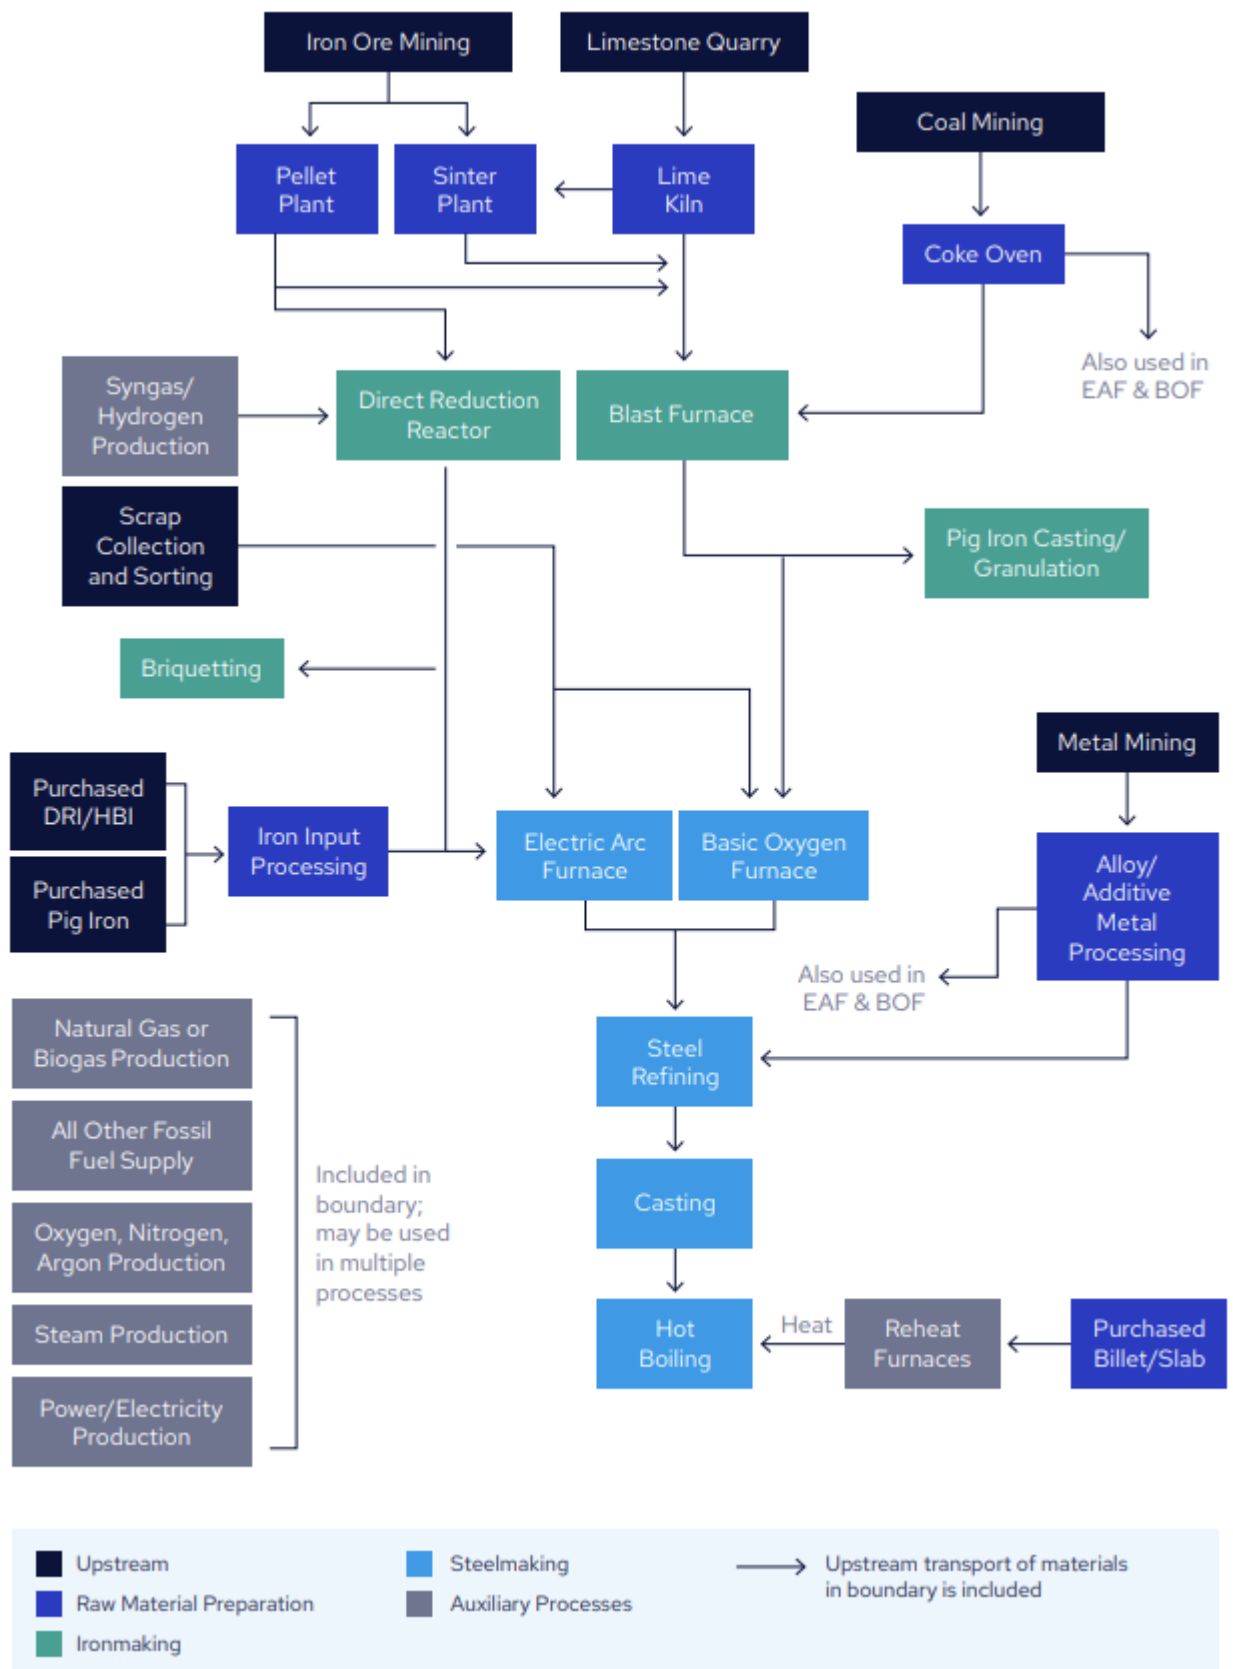 Iron Ore Mining
Limestone Quarry
Coal Mining
Pellet
Plant
Sinter
Plant
Lime
Kiln
Coke Oven
Also used in
EAF & BOF
Syngas/
Hydrogen
Production
Direct Reduction
Reactor
Blast Furnace
Scrap
Collection
and Sorting
Pig Iron Casting/
Granulation
Briquetting
Metal Mining
Purchased
DRI/HBI
Purchased
Pig Iron
Iron Input
Processing
Electric Arc
Furnace
Basic Oxygen
Furnace
Alloy/
Additive
Metal
Processing
Also used in
EAF & BOF
Natural Gas or
Biogas Production
All Other Fossil
Fuel Supply
Oxygen, Nitrogen,
Argon Production
Steam Production
Power/Electricity
Production
Included in
boundary;
may be used
in multiple
processes
Steel
Refining
Casting
Hot
Boiling
Heat
Reheat
Furnaces
Purchased
Billet/Slab
Upstream
Raw Material Preparation
Ironmaking
Steelmaking
Auxiliary Processes
Upstream transport of materials
in boundary is included